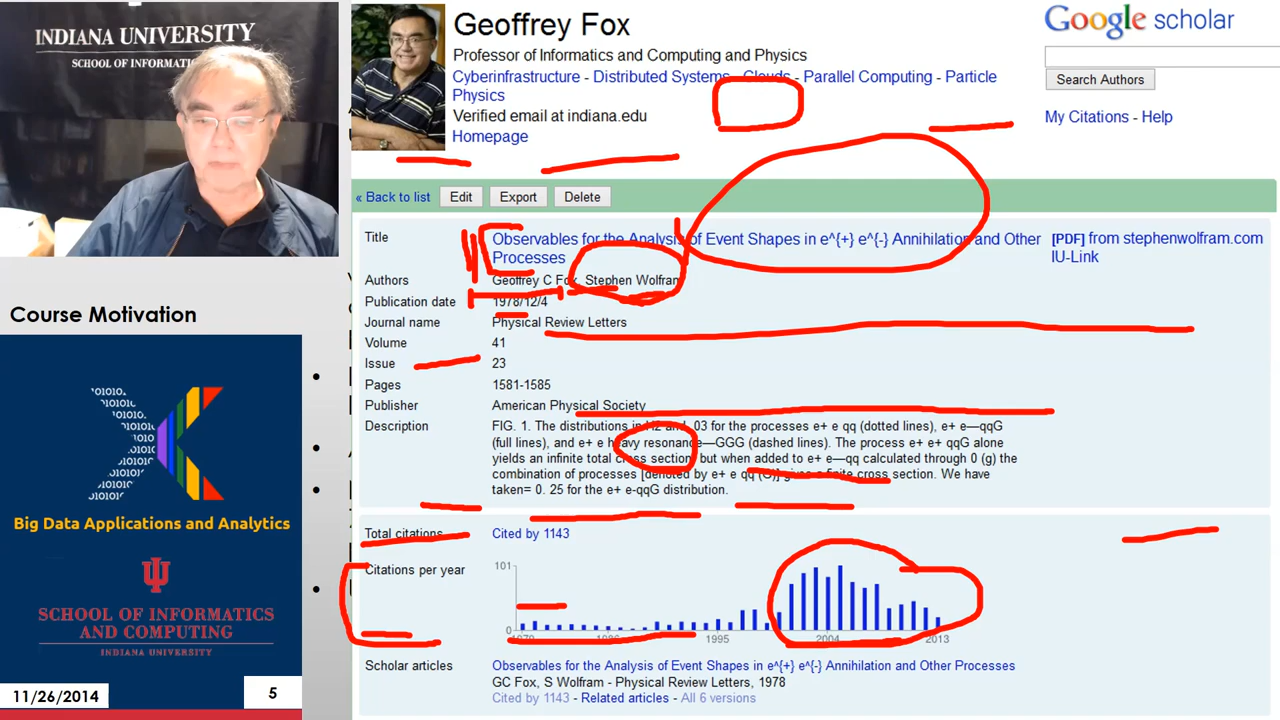 INDIANA UNIVERSITY
SCHOOL OF INFORMATI
Geoffrey Fox
Professor of Informatics and Computing and Physics
Cyberinfrastructure - Distributed Systems - Clouds - Parallel Computing - Particle
Physics
Verified email at indiana.edu
Homepage
Google scholar
Search Authors
My Citations - Help
« Back to list
Edit
Export
Delete
Title
Observables for the Analysis of Event Shapes in e^{+} e^{-} Annihilation and Other
Processes
[PDF] from stephenwolfram.com
IU-Link
Authors
Geoffrey C Fox, Stephen Wolfram
Publication date
1978/12/4
Journal name
Physical Review Letters
Volume
41
Issue
23
Pages
1581-1585
Publisher
American Physical Society
Description
FIG. 1. The distributions in H2 and .03 for the processes e+ e qq (dotted lines), e+ e—qqG
(full lines), and e+ e heavy resonance—GGG (dashed lines). The process e+ e+ qqG alone
yields an infinite total cross section, but when added to e+ e—qq calculated through 0 (g) the
combination of processes [denoted by e+ e qq (G)] gives a finite cross section. We have
taken= 0. 25 for the e+ e-qqG distribution.
Total citations
Cited by 1143
Citations per year
101
0
1979
1986
1995
2004
2013
Scholar articles
Observables for the Analysis of Event Shapes in e^{+} e^{-} Annihilation and Other Processes
GC Fox, S Wolfram - Physical Review Letters, 1978
Cited by 1143 - Related articles - All 6 versions
Course Motivation
Big Data Applications and Analytics
SCHOOL OF INFORMATICS
AND COMPUTING
INDIANA UNIVERSITY
11/26/2014
5